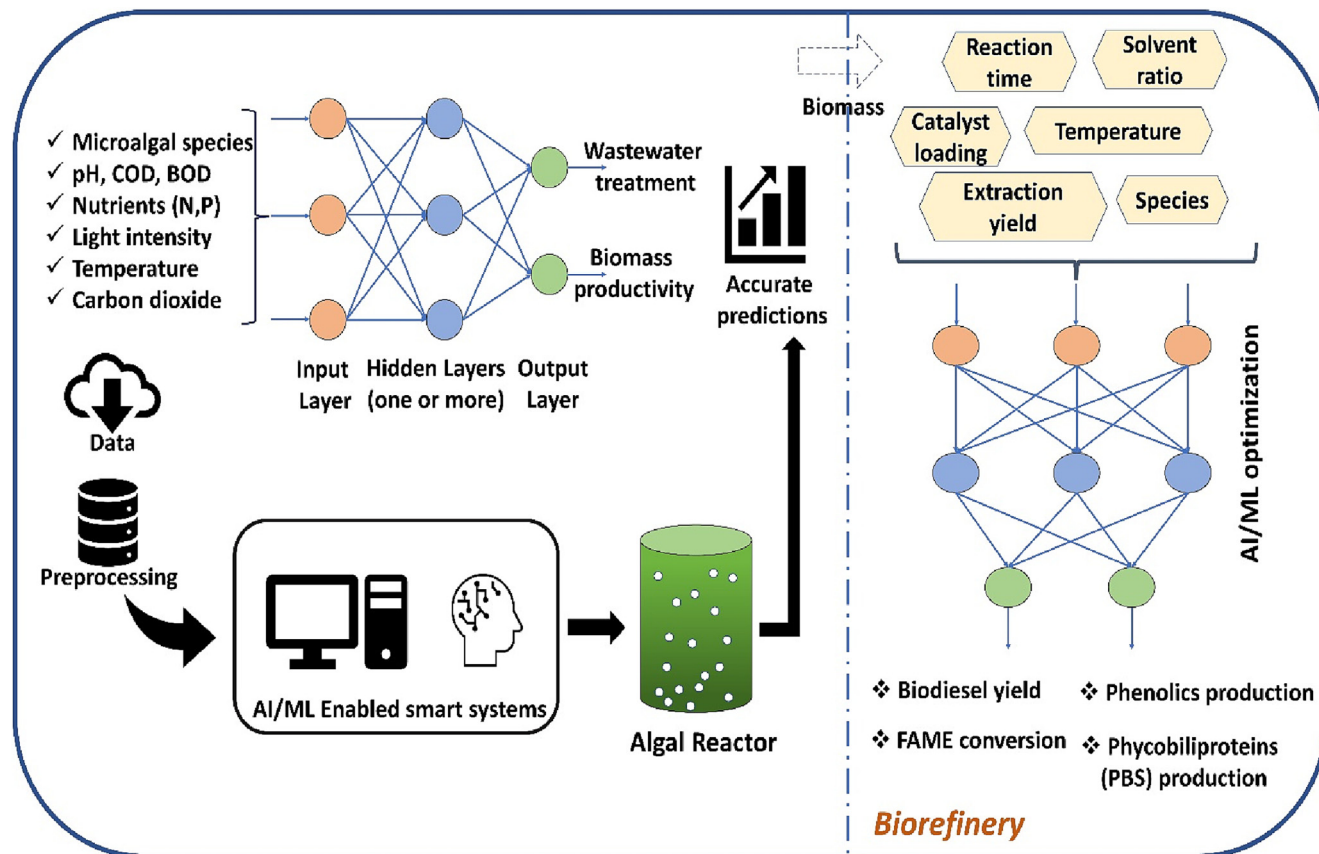 Microalgal species
pH, COD, BOD
Nutrients (N,P)
Light intensity
Temperature
Carbon dioxide
Wastewater
treatment
Biomass
productivity
Input
Layer
Hidden Layers
(one or more)
Output
Layer
Data
Preprocessing
AI/ML Enabled smart systems
Algal Reactor
Accurate
predictions
Biomass
Reaction
time
Solvent
ratio
Catalyst
loading
Temperature
Extraction
yield
Species
AI/ML optimization
Biodiesel yield
FAME conversion
Phenolics production
Phycobiliproteins
(PBS) production
Biorefinery